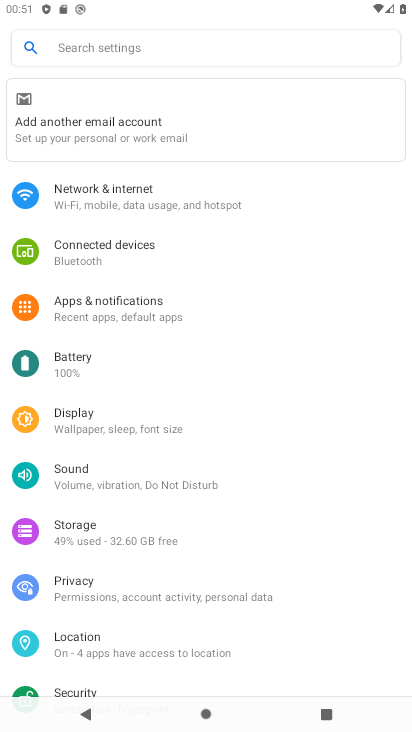 00:51
Search settings
Add another email account
Set up your personal or work email
Network & internet
Wi-Fi, mobile, data usage, and hotspot
Connected devices
Bluetooth
Apps & notifications
Recent apps, default apps
Battery
100%
Display
Wallpaper, sleep, font size
Sound
Volume, vibration, Do Not Disturb
Storage
49% used - 32.60 GB free
Privacy
Permissions, account activity, personal data
Location
On - 4 apps have access to location
Security
Screen lock, fingerprint